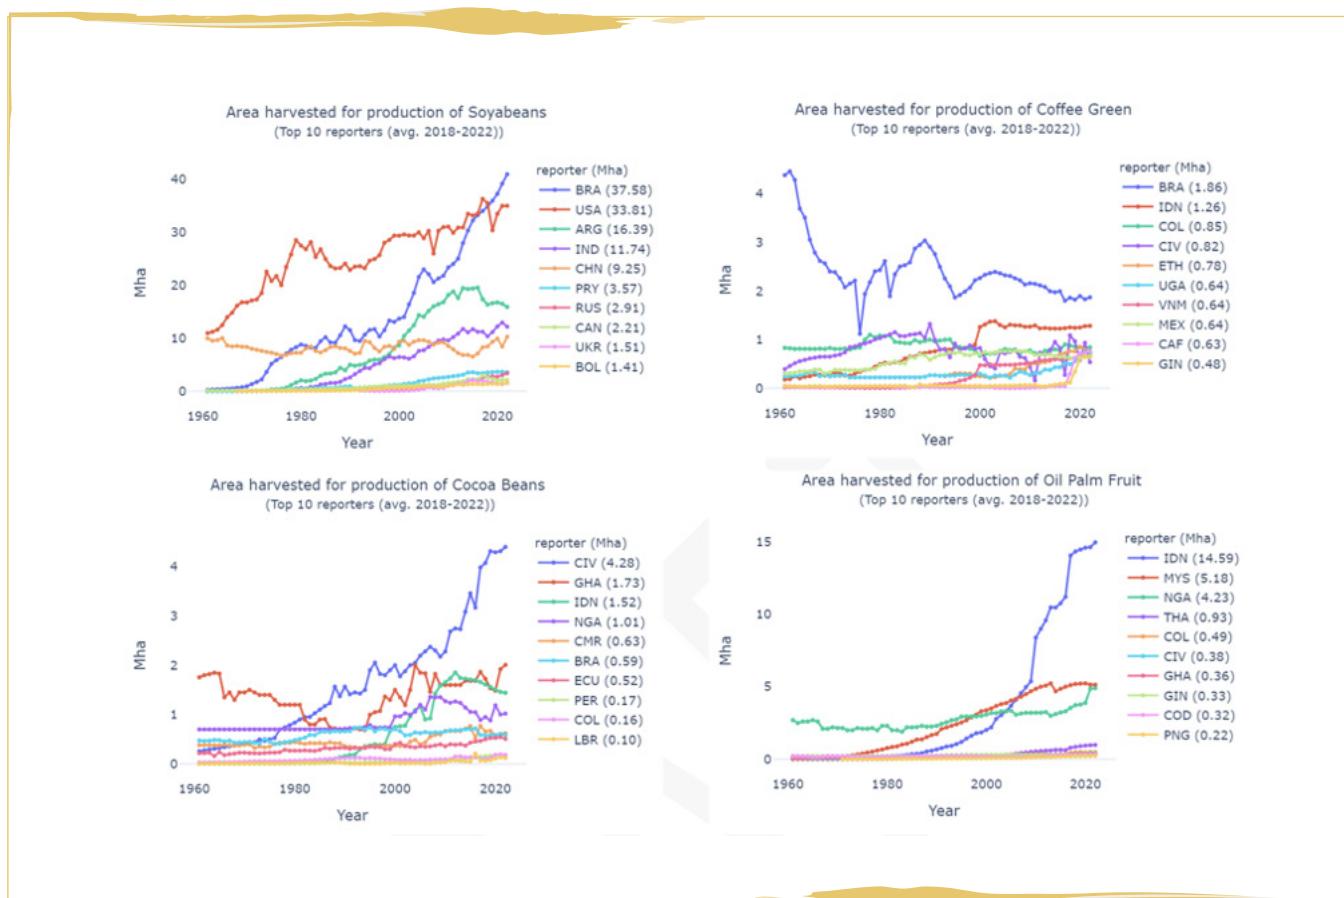 Area harvested for production of Soyabeans
(Top 10 reporters (avg. 2018-2022))
reporter (Mha)
BRA (37.58)
USA (33.81)
ARG (16.39)
IND (11.74)
CHN (9.25)
PRY (3.57)
RUS (2.91)
CAN (2.21)
UKR (1.51)
BOL (1.41)
40
30
20
10
0
Mha
1960
1980
2000
2020
Year
Area harvested for production of Coffee Green
(Top 10 reporters (avg. 2018-2022))
reporter (Mha)
BRA (1.86)
IDN (1.26)
COL (0.85)
CIV (0.82)
ETH (0.78)
UGA (0.64)
VNM (0.64)
MEX (0.64)
CAF (0.63)
GIN (0.48)
4
3
2
1
0
Mha
1960
1980
2000
2020
Year
Area harvested for production of Cocoa Beans
(Top 10 reporters (avg. 2018-2022))
reporter (Mha)
CIV (4.28)
GHA (1.73)
IDN (1.52)
NGA (1.01)
CMR (0.63)
BRA (0.59)
ECU (0.52)
PER (0.17)
COL (0.16)
LBR (0.10)
4
3
2
1
0
Mha
1960
1980
2000
2020
Year
Area harvested for production of Oil Palm Fruit
(Top 10 reporters (avg. 2018-2022))
reporter (Mha)
IDN (14.59)
MYS (5.18)
NGA (4.23)
THA (0.93)
COL (0.49)
CIV (0.38)
GHA (0.36)
GIN (0.33)
COD (0.32)
PNG (0.22)
15
10
5
0
Mha
1960
1980
2000
2020
Year